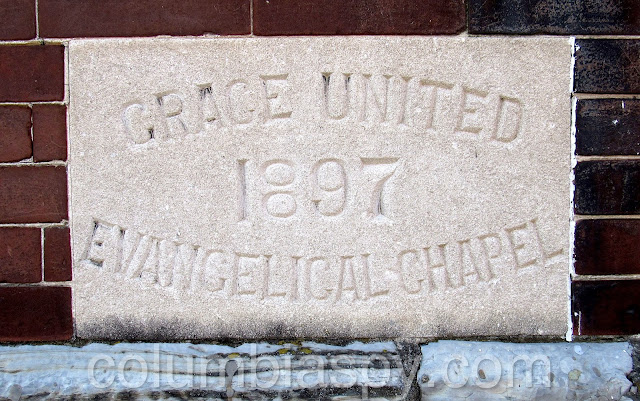 GRACE UNITED
1897
EVANGELICAL CHAPEL
columbiaspy.com